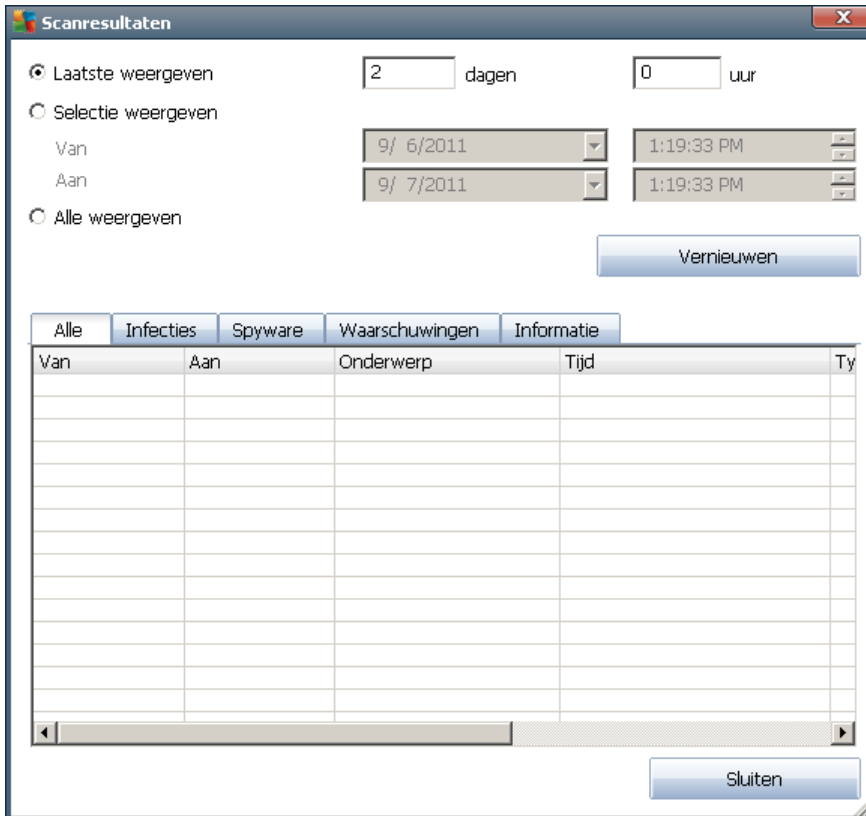 Scanresultaten
Laatste weergeven 2 dagen 0 uur
Selectie weergeven
Van 9/ 6/2011 1:19:33 PM
Aan 9/ 7/2011 1:19:33 PM
Alle weergeven
Vernieuwen
Alle Infecties Spyware Waarschuwingen Informatie
Van Aan Onderwerp Tijd Ty
Sluiten